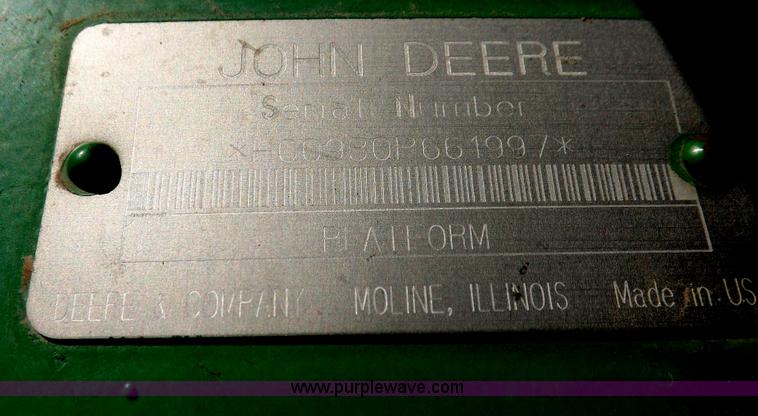 JOHN DEERE
Serial Number
*H00930P661997*
PLATFORM
DEERE & COMPANY MOLINE, ILLINOIS Made in US
www.purplewave.com